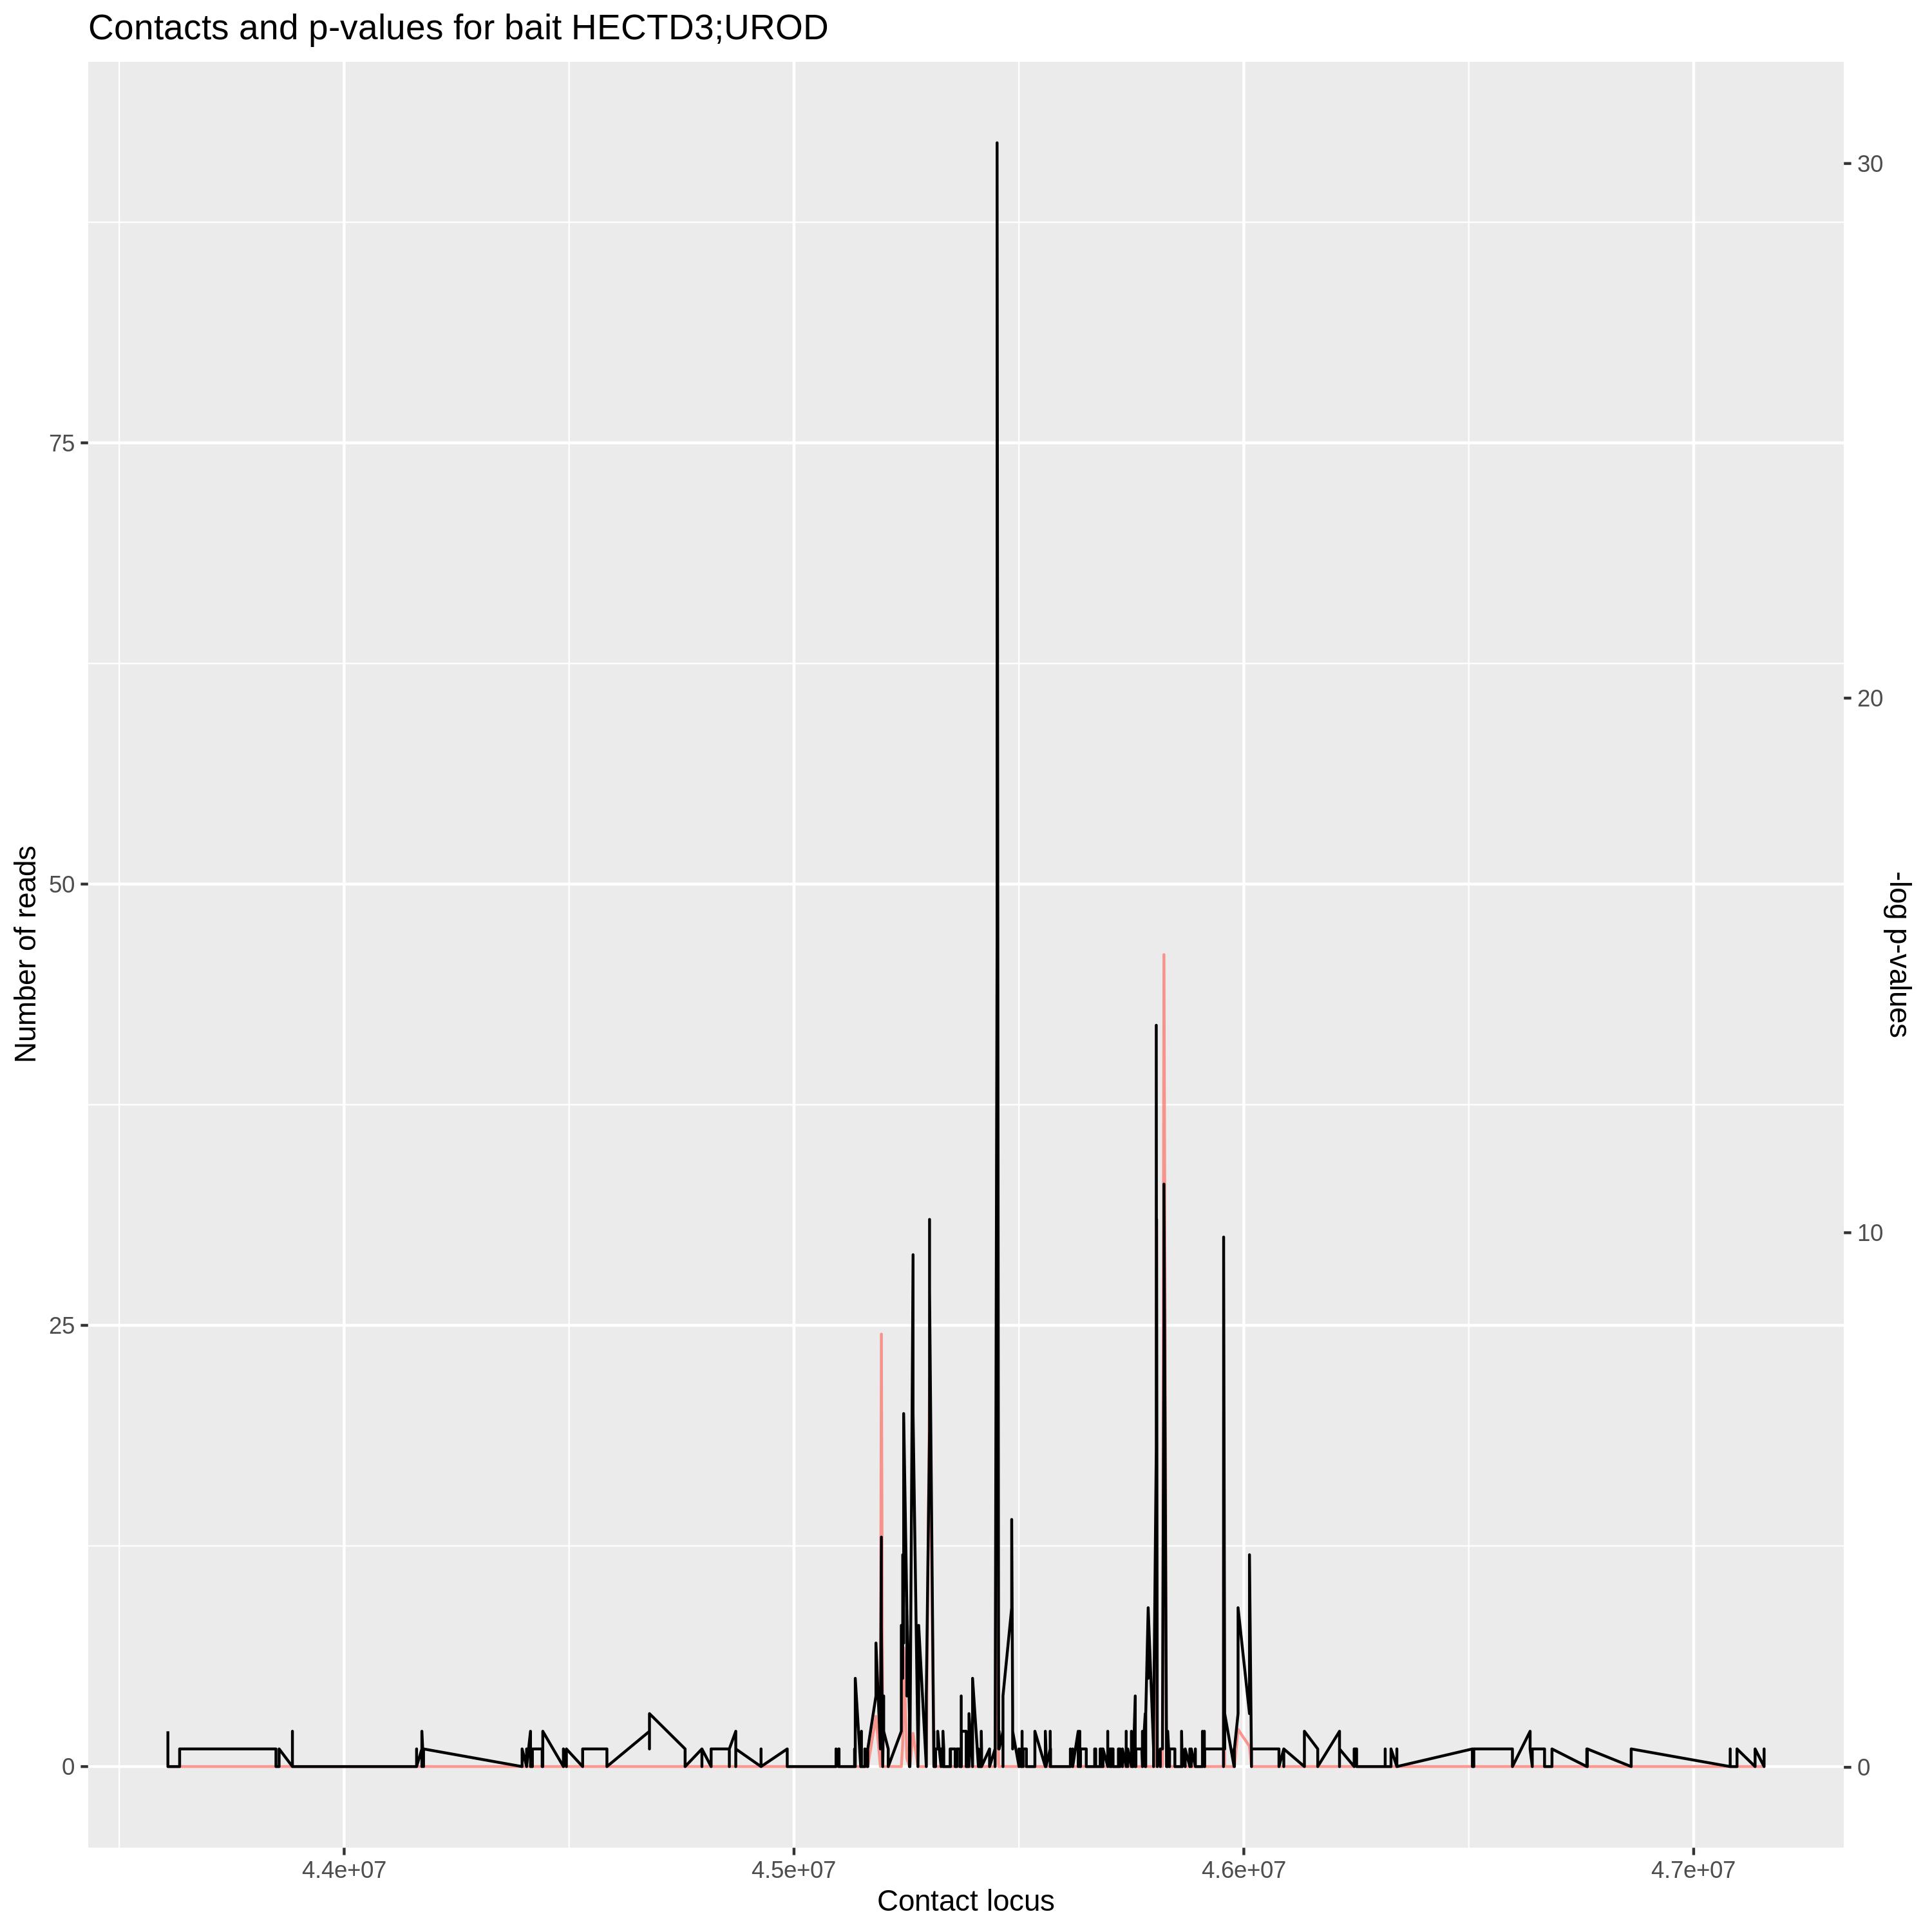 Contacts and p-values for bait HECTD3;UROD
Number of reads
75
50
25
0
30
20
10
0
-log p-values
4.4e+07
4.5e+07
4.6e+07
4.7e+07
Contact locus